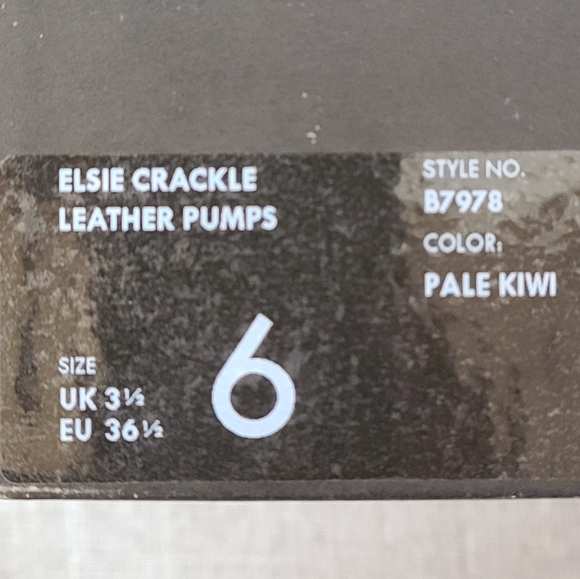 ELSIE CRACKLE
LEATHER PUMPS
STYLE NO.
B7978
COLOR:
PALE KIWI
SIZE
UK 3½
EU 36½
6